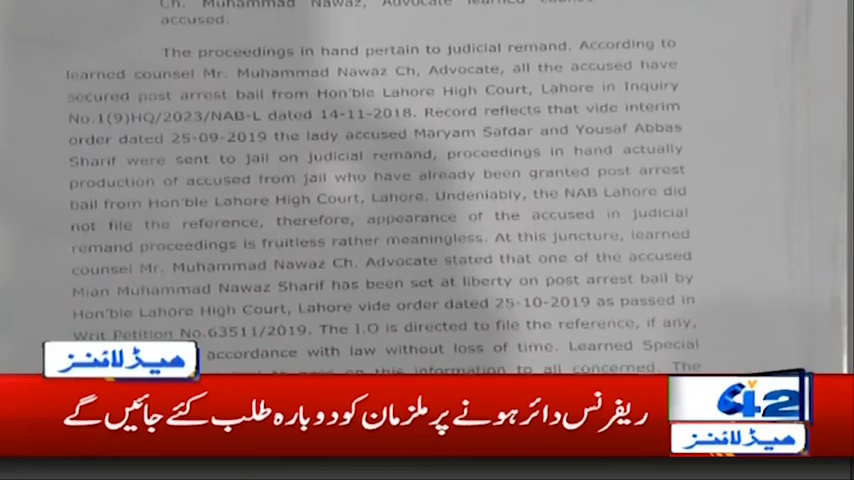 Ch. Muhammad Nawaz, Advocate learned
accused.
The proceedings in hand pertain to judicial remand. According to
learned counsel Mr. Muhammad Nawaz Ch, Advocate, all the accused have
secured post arrest bail from Hon'ble Lahore High Court, Lahore in Inquiry
No.1(9)HQ/2023/NAB-L dated 14-11-2018. Record reflects that vide interim
order dated 25-09-2019 the lady accused Maryam Safdar and Yousaf Abbas
Sharif were sent to jail on judicial remand, proceedings in hand actually
production of accused from jail who have already been granted post arrest
bail from Hon'ble Lahore High Court, Lahore. Undeniably, the NAB Lahore did
not file the reference, therefore, appearance of the accused in judicial
remand proceedings is fruitless rather meaningless. At this juncture, learned
counsel Mr. Muhammad Nawaz Ch. Advocate stated that one of the accused
Mian Muhammad Nawaz Sharif has been set at liberty on post arrest bail by
Hon'ble Lahore High Court, Lahore vide order dated 25-10-2019 as passed in
Writ Petition No.63511/2019. The I.O is directed to file the reference, if any,
accordance with law without loss of time. Learned Special
to pass on this information to all concerned. The
ہیڈ لائنز
ریفرنس دائر ہونے پر ملزمان کو دوبارہ طلب کئے جائیں گے
42
ہیڈ لائنز